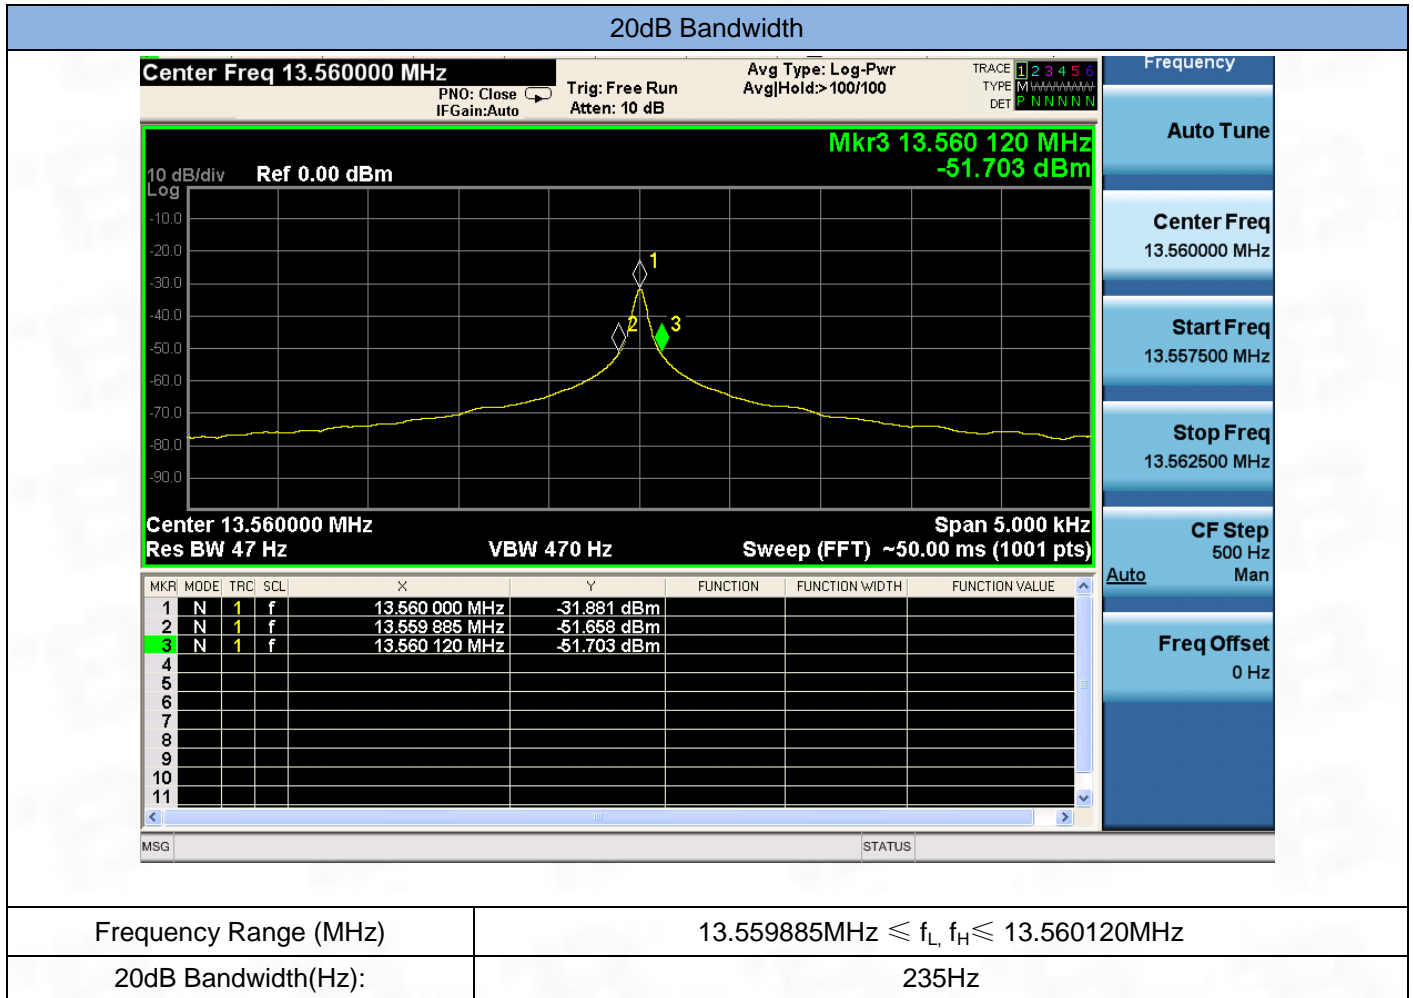 20dB Bandwidth
Center Freq 13.560000 MHz
PNO: Close
IFGain:Auto
Trig: Free Run
Atten: 10 dB
Avg Type: Log-Pwr
Avg|Hold:>100/100
TRACE 1 2 3 4 5 6
TYPE M
DET P N N N N N
Mkr3 13.560 120 MHz
-51.703 dBm
10 dB/div
Log
Ref 0.00 dBm
-10.0
-20.0
-30.0
-40.0
-50.0
-60.0
-70.0
-80.0
-90.0
1
2
3
Center 13.560000 MHz
Span 5.000 kHz
Res BW 47 Hz
VBW 470 Hz
Sweep (FFT) ~50.00 ms (1001 pts)
MKR MODE TRC SCL X Y FUNCTION FUNCTION WIDTH FUNCTION VALUE
1 N 1 f 13.560 000 MHz -31.881 dBm
2 N 1 f 13.559 885 MHz -51.658 dBm
3 N 1 f 13.560 120 MHz -51.703 dBm
4
5
6
7
8
9
10
11
MSG
STATUS
Frequency
Auto Tune
Center Freq
13.560000 MHz
Start Freq
13.557500 MHz
Stop Freq
13.562500 MHz
CF Step
500 Hz
Auto Man
Freq Offset
0 Hz
Frequency Range (MHz)
13.559885MHz ≤ fL, fH≤ 13.560120MHz
20dB Bandwidth(Hz):
235Hz